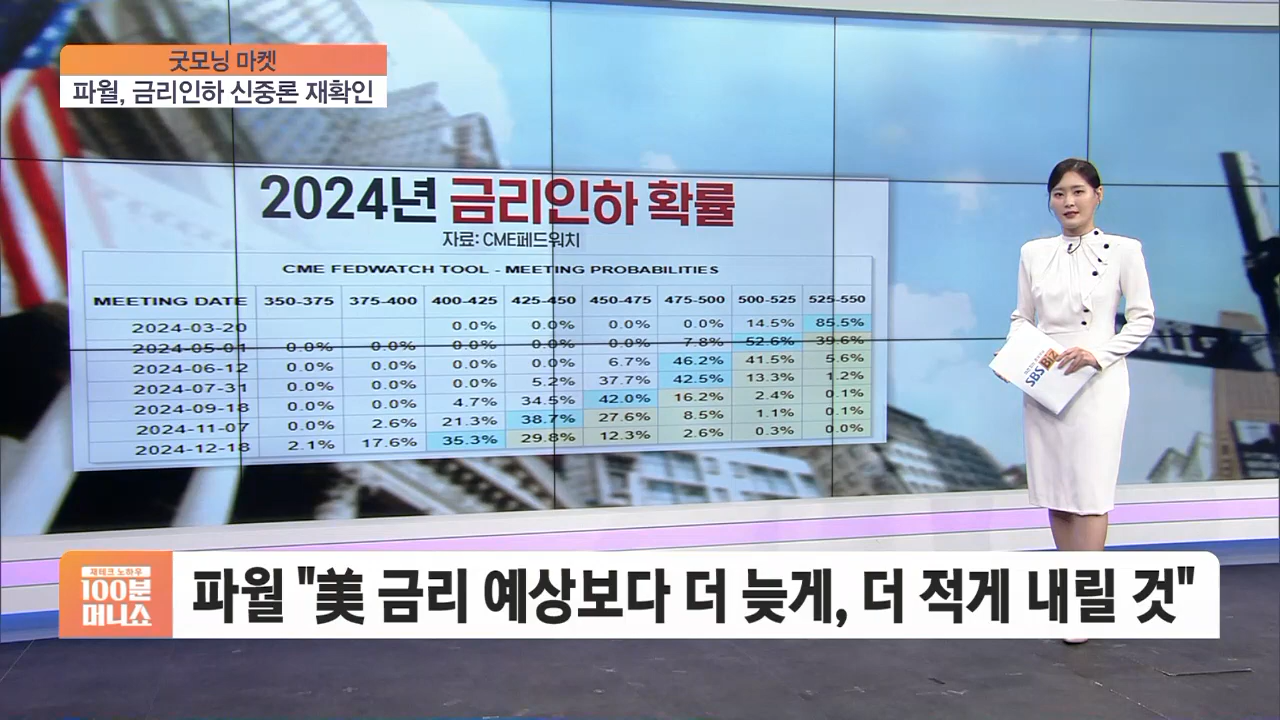 굿모닝 마켓
파월, 금리인하 신중론 재확인
2024년 금리인하 확률
자료: CME페드워치
CME FEDWATCH TOOL - MEETING PROBABILITIES
MEETING DATE 350-375 375-400 400-425 425-450 450-475 475-500 500-525 525-550
2024-03-20 0.0% 0.0% 0.0% 0.0% 14.5% 85.5%
2024-05-01 0.0% 0.0% 0.0% 0.0% 0.0% 7.8% 52.6% 39.6%
2024-06-12 0.0% 0.0% 0.0% 0.0% 6.7% 46.2% 41.5% 5.6%
2024-07-31 0.0% 0.0% 0.0% 5.2% 37.7% 42.5% 13.3% 1.2%
2024-09-18 0.0% 0.0% 4.7% 34.5% 42.0% 16.2% 2.4% 0.1%
2024-11-07 0.0% 2.6% 21.3% 38.7% 27.6% 8.5% 1.1% 0.1%
2024-12-18 2.1% 17.6% 35.3% 29.8% 12.3% 2.6% 0.3% 0.0%
SBS BIZ
재테크 노하우
100분
머니쇼
파월 "美 금리 예상보다 더 늦게, 더 적게 내릴 것"